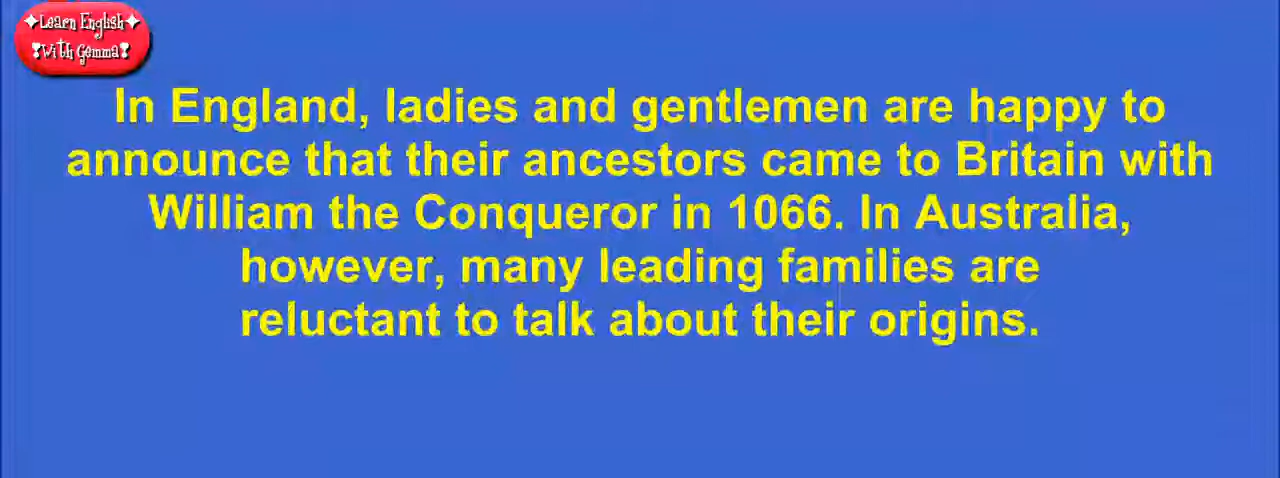 ✦Learn English✦
❣With Gemma❣
In England, ladies and gentlemen are happy to
announce that their ancestors came to Britain with
William the Conqueror in 1066. In Australia,
however, many leading families are
reluctant to talk about their origins.